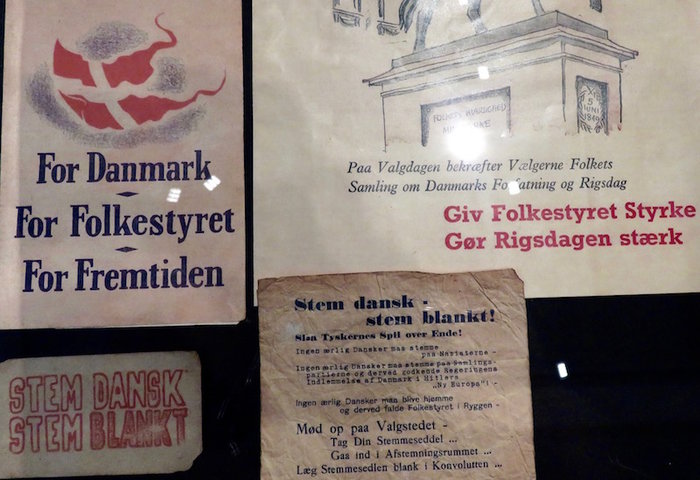 For Danmark
For Folkestyret
For Fremtiden
5
JUNI
1849
Paa Valgdagen bekræfter Vælgerne Folkets
Samling om Danmarks Forfatning og Rigsdag
Giv Folkestyret Styrke
Gør Rigsdagen stærk
STEM DANSK
STEM BLANKT
Stem dansk -
stem blankt!
Slaa Tyskernes Spil over Ende!
Ingen ærlig Dansker maa stemme
paa Nazisterne -
Ingen ærlig Dansker maa stemme paa Samlings-
partierne og derved godkende Regeringens
Indlemmelse af Danmark i Hitlers
„Ny Europa"! -
Ingen ærlig Dansker maa blive hjemme
og derved falde Folkestyret i Ryggen -
Mød op paa Valgstedet -
Tag Din Stemmeseddel ...
Gaa ind i Afstemningsrummet ...
Læg Stemmesedlen blank i Konvolutten ...